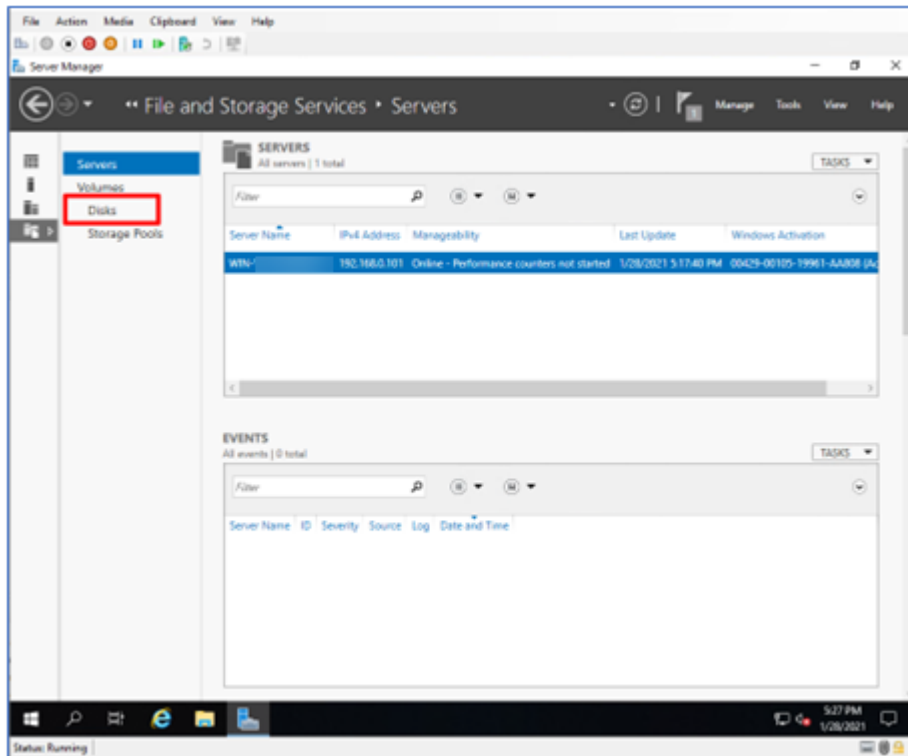 File Action Media Clipboard View Help
Server Manager
File and Storage Services • Servers
1 Manage Tools View Help
Servers
Volumes
Disks
Storage Pools
SERVERS
All servers | 1 total
TASKS
Filter
Server Name IPv4 Address Manageability Last Update Windows Activation
WIN- 192.168.0.101 Online - Performance counters not started 1/28/2021 5:17:40 PM 00429-00105-19961-AA808 (Ac
EVENTS
All events | 0 total
TASKS
Filter
Server Name ID Severity Source Log Date and Time
5:27 PM
1/28/2021
Status: Running